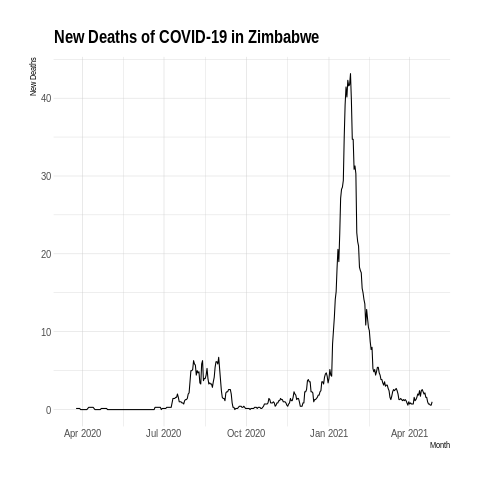 New Deaths of COVID-19 in Zimbabwe
New Deaths
40
30
20
10
0
Apr 2020 Jul 2020 Oct 2020 Jan 2021 Apr 2021
Month